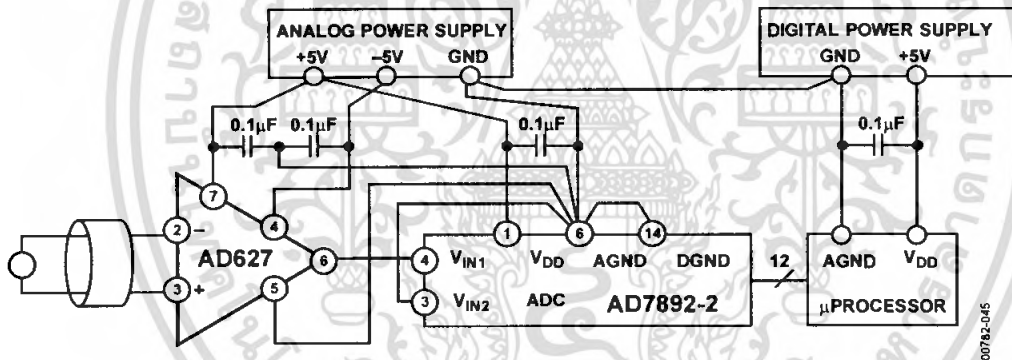 ANALOG POWER SUPPLY
+5V –5V GND
DIGITAL POWER SUPPLY
GND +5V
0.1µF 0.1µF
0.1µF
0.1µF
7
4
2 –
AD627
6
3 +
5
1 6 14
4 VIN1 VDD AGND DGND
3 VIN2 ADC AD7892-2
12
AGND VDD
µPROCESSOR
00782-045